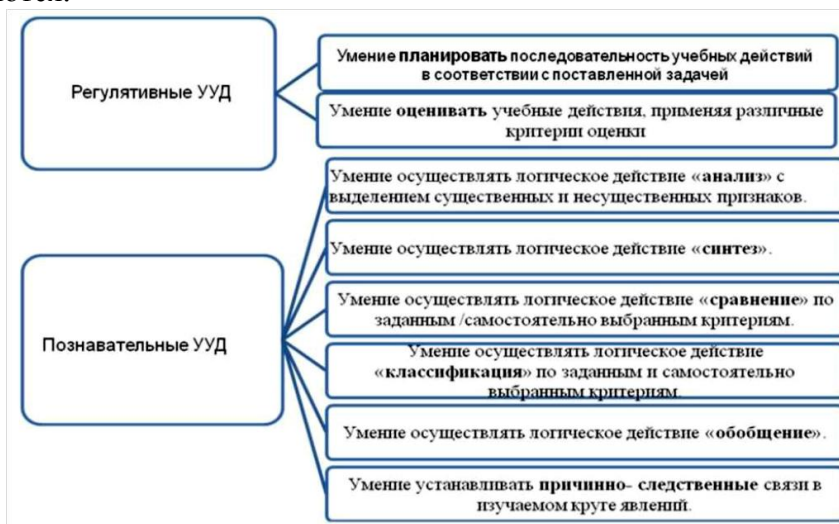 Регулятивные УУД
Умение планировать последовательность учебных действий
в соответствии с поставленной задачей
Умение оценивать учебные действия, применяя различные
критерии оценки
Познавательные УУД
Умение осуществлять логическое действие «анализ» с
выделением существенных и несущественных признаков.
Умение осуществлять логическое действие «синтез».
Умение осуществлять логическое действие «сравнение» по
заданным /самостоятельно выбранным критериям.
Умение осуществлять логическое действие
«классификация» по заданным и самостоятельно
выбранным критериям.
Умение осуществлять логическое действие «обобщение».
Умение устанавливать причинно- следственные связи в
изучаемом круге явлений.